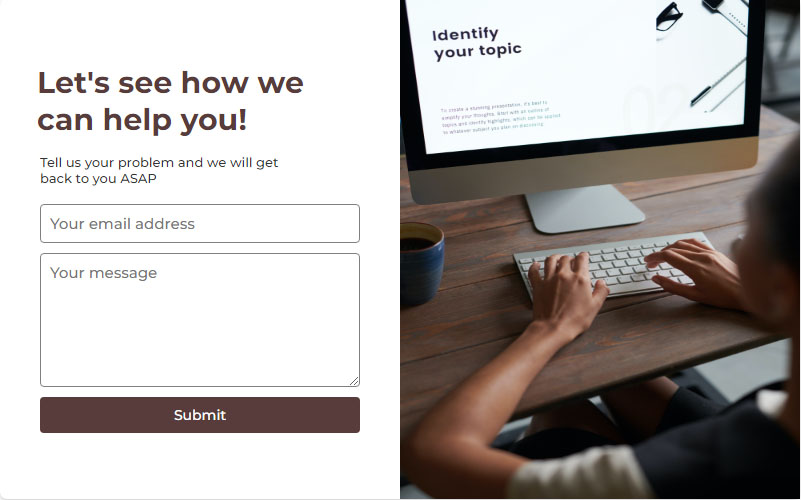 Let's see how we
can help you!
Tell us your problem and we will get
back to you ASAP
Your email address
Your message
Submit
Identify
your topic
To create a stunning presentation, it's best to
simplify your thoughts. Start with an outline of
topics and identify highlights, which can be applied
to whatever subject you plan on discussing.
02